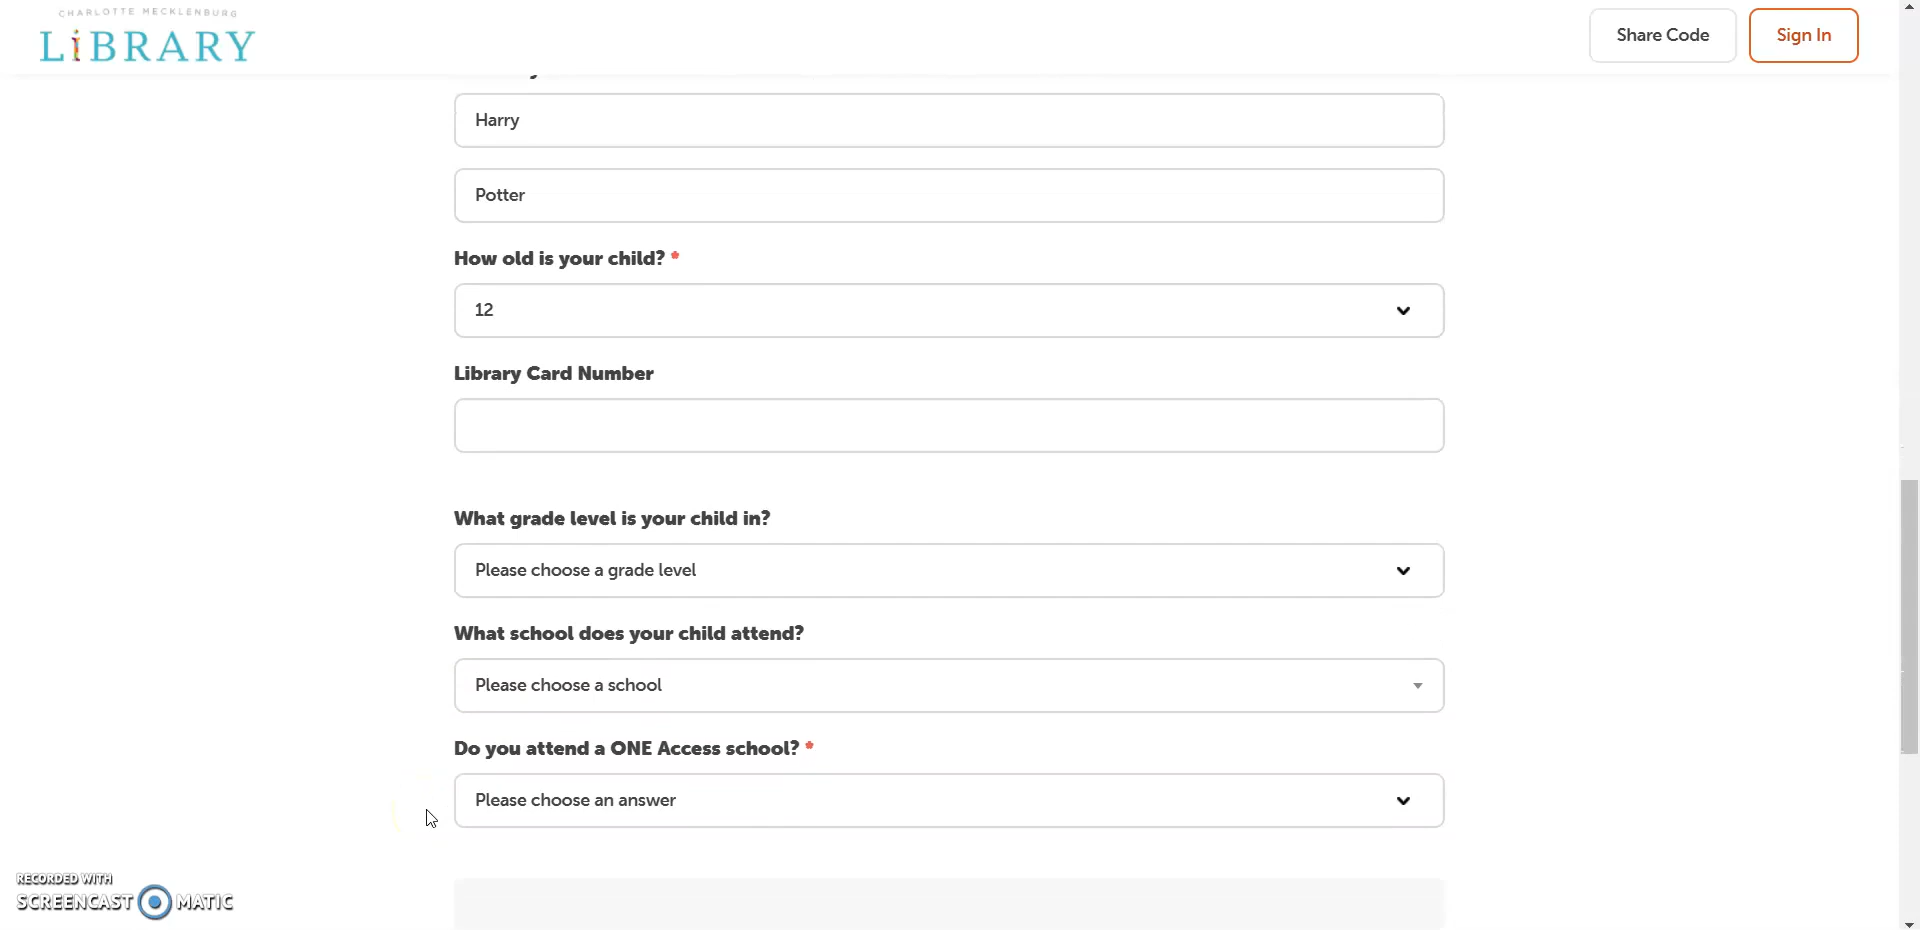 CHARLOTTE MECKLENBURG
LiBRARY
Share Code
Sign In
Harry
Potter
How old is your child? *
12
Library Card Number
What grade level is your child in?
Please choose a grade level
What school does your child attend?
Please choose a school
Do you attend a ONE Access school? *
Please choose an answer
RECORDED WITH
SCREENCAST MATIC